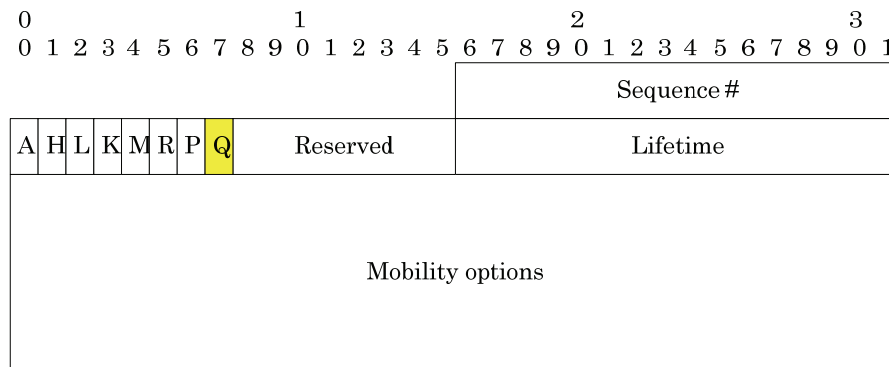 0 1 2 3
0 1 2 3 4 5 6 7 8 9 0 1 2 3 4 5 6 7 8 9 0 1 2 3 4 5 6 7 8 9 0 1
Sequence #
A H L K M R P Q Reserved Lifetime
Mobility options